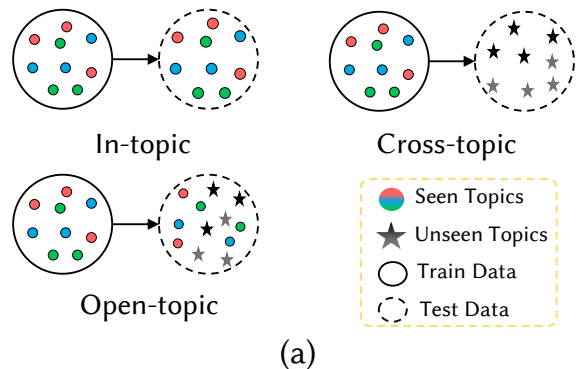 In-topic
Cross-topic
Open-topic
Seen Topics
Unseen Topics
Train Data
Test Data
(a)